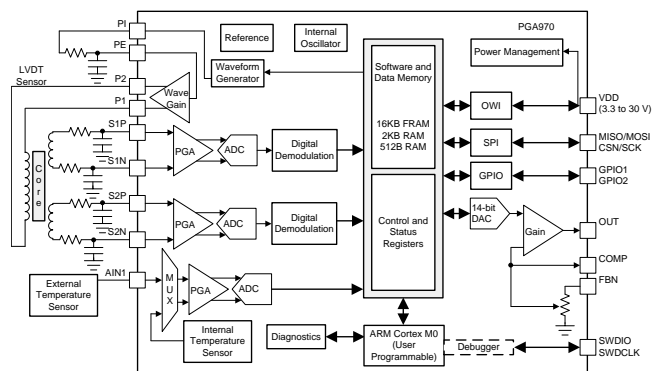 PGA970
PI
PE
LVDT
Sensor
P2
P1
S1P
S1N
S2P
S2N
AIN1
Core
Reference
Internal
Oscillator
Waveform
Generator
Wave
Gain
PGA
ADC
Digital
Demodulation
PGA
ADC
Digital
Demodulation
MUX
PGA
ADC
External
Temperature
Sensor
Internal
Temperature
Sensor
Software and
Data Memory
16KB FRAM
2KB RAM
512B RAM
Control and
Status
Registers
Diagnostics
ARM Cortex M0
(User
Programmable)
Debugger
Power Management
OWI
SPI
GPIO
14-bit
DAC
Gain
VDD
(3.3 to 30 V)
MISO/MOSI
CSN/SCK
GPIO1
GPIO2
OUT
COMP
FBN
SWDIO
SWDCLK